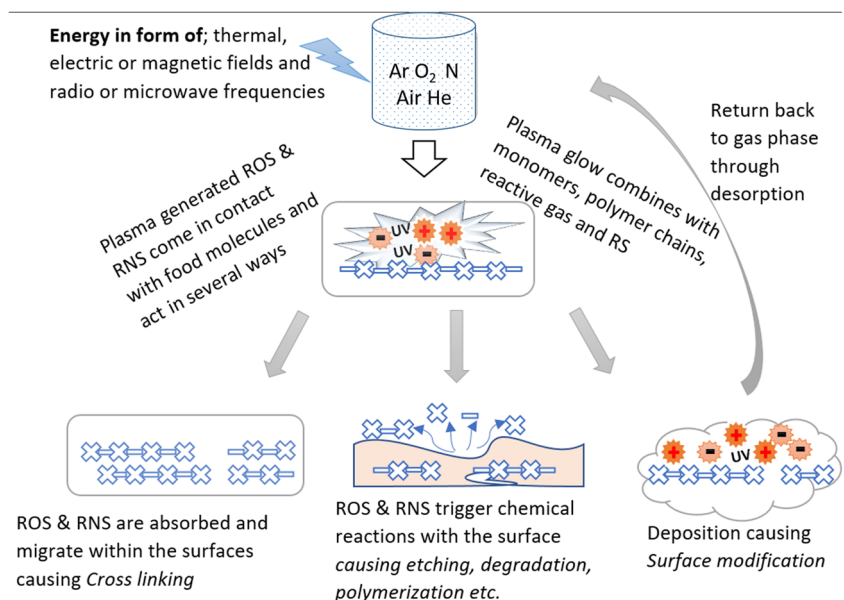 Energy in form of; thermal,
electric or magnetic fields and
radio or microwave frequencies
Ar O₂ N
Air He
Return back
to gas phase
through
desorption
Plasma generated ROS &
RNS come in contact
with food molecules and
act in several ways
Plasma glow combines with
monomers, polymer chains,
reactive gas and RS
UV
UV
UV
ROS & RNS are absorbed and
migrate within the surfaces
causing Cross linking
ROS & RNS trigger chemical
reactions with the surface
causing etching, degradation,
polymerization etc.
Deposition causing
Surface modification